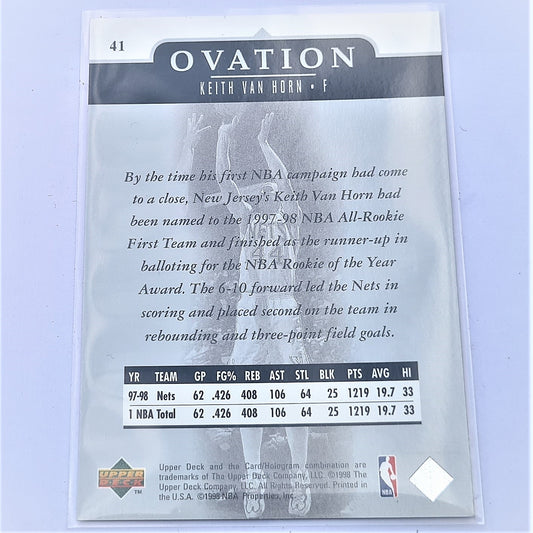 41
OVATION
KEITH VAN HORN • F
By the time his first NBA campaign had come
to a close, New Jersey's Keith Van Horn had
been named to the 1997-98 NBA All-Rookie
First Team and finished as the runner-up in
balloting for the NBA Rookie of the Year
Award. The 6-10 forward led the Nets in
scoring and placed second on the team in
rebounding and three-point field goals.
YR TEAM GP FG% REB AST STL BLK PTS AVG HI
97-98 Nets 62 .426 408 106 64 25 1219 19.7 33
1 NBA Total 62 .426 408 106 64 25 1219 19.7 33
Upper Deck and the Card/Hologram combination are
trademarks of The Upper Deck Company, LLC. ©1998 The
Upper Deck Company, LLC. All Rights Reserved. Printed in
the U.S.A. ©1998 NBA Properties, Inc.
UPPER DECK
TM
NBA
44